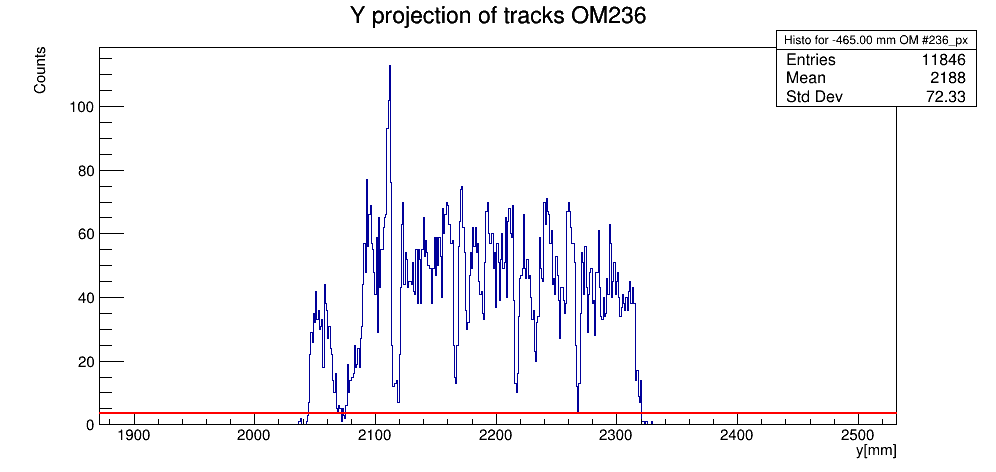 Y projection of tracks OM236
Histo for -465.00 mm OM #236_px
Entries 11846
Mean 2188
Std Dev 72.33
Counts
100
80
60
40
20
0
1900 2000 2100 2200 2300 2400 2500
y[mm]